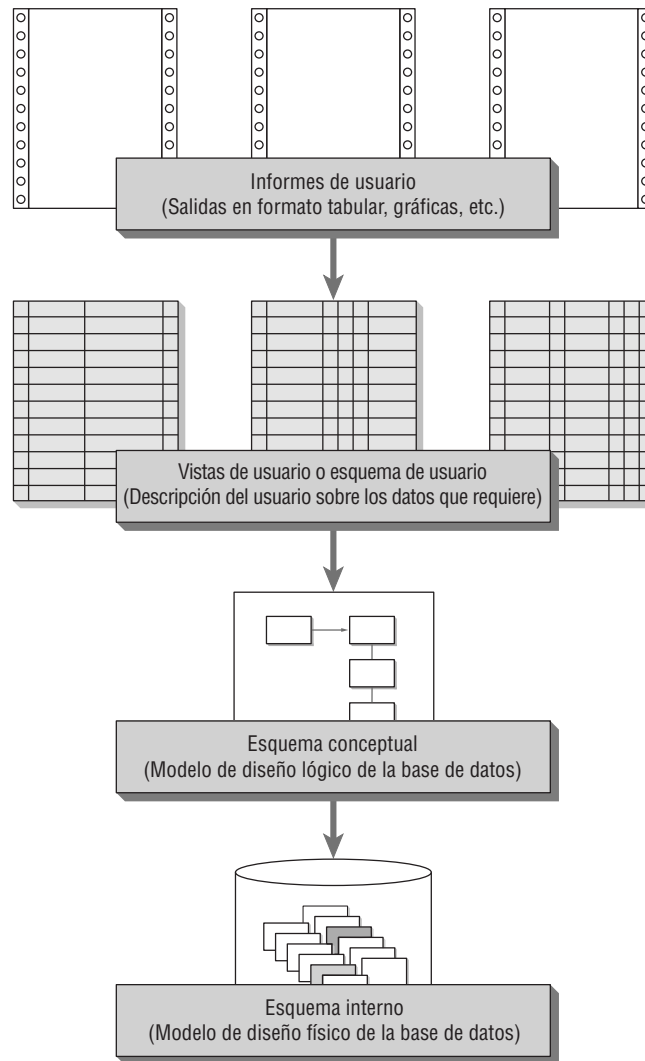 Informes de usuario
(Salidas en formato tabular, gráficas, etc.)
Vistas de usuario o esquema de usuario
(Descripción del usuario sobre los datos que requiere)
Esquema conceptual
(Modelo de diseño lógico de la base de datos)
Esquema interno
(Modelo de diseño físico de la base de datos)